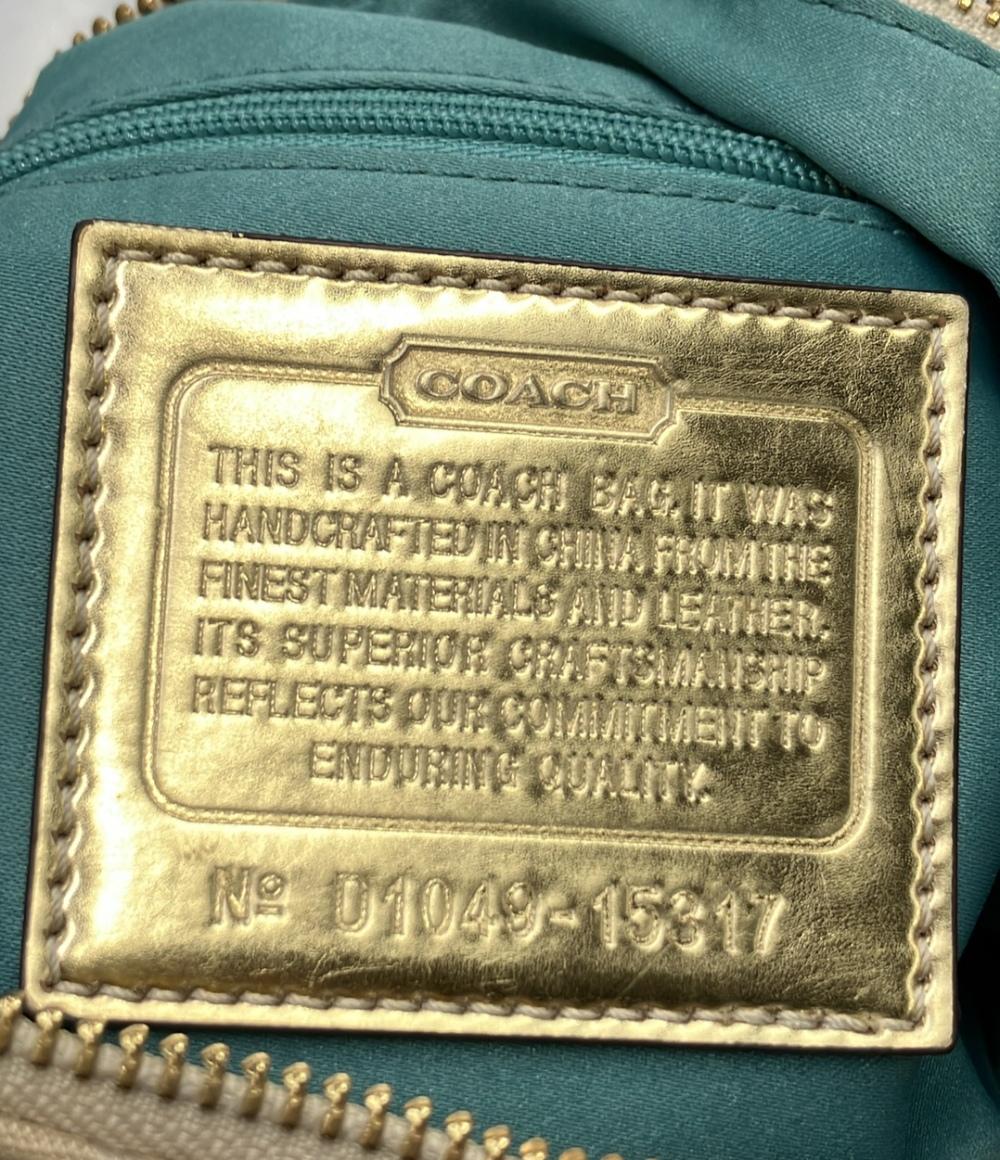 COACH
THIS IS A COACH BAG. IT WAS
HANDCRAFTED IN CHINA FROM THE
FINEST MATERIALS AND LEATHER.
ITS SUPERIOR CRAFTSMANSHIP
REFLECTS OUR COMMITMENT TO
ENDURING QUALITY.
Nº D1049-15317